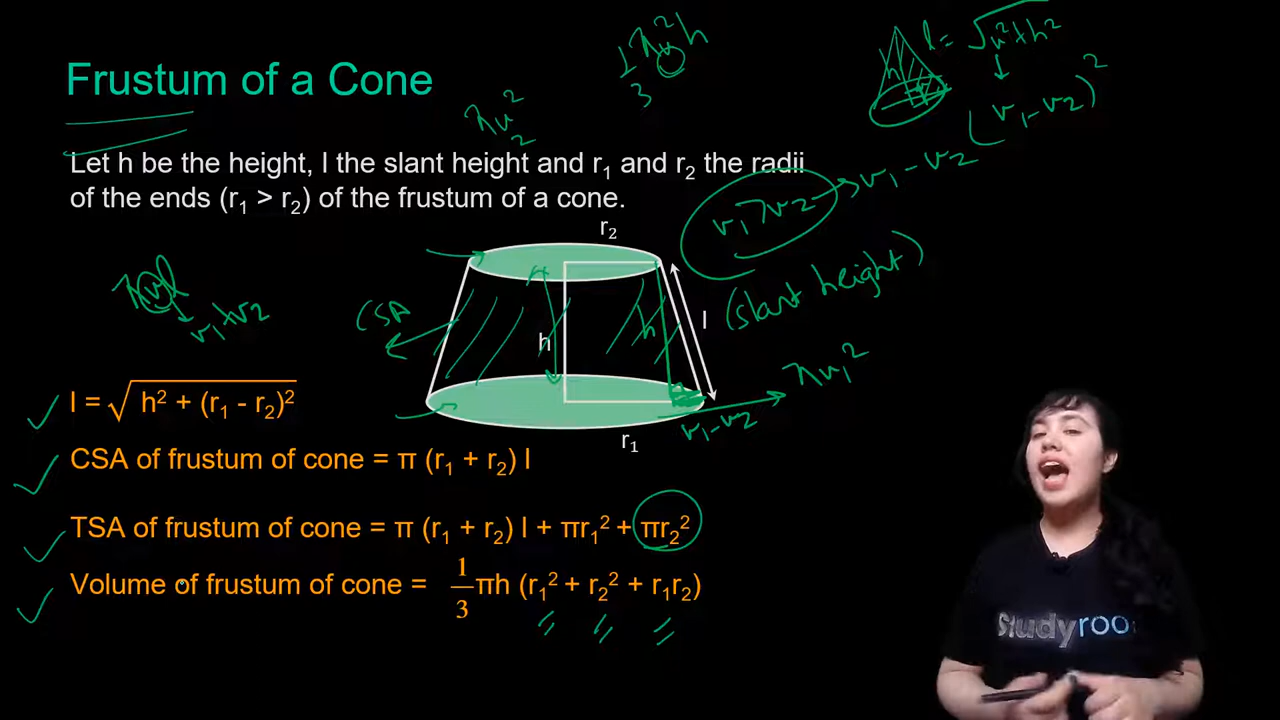 Frustum of a Cone
1/3 πr²h
l = √r²+h²
(r₁-r₂)²
πr₂²
h
Let h be the height, l the slant height and r₁ and r₂ the radii
of the ends (r₁ > r₂) of the frustum of a cone.
r₁>r₂ → r₁-r₂
r₂
πrl
r₁+r₂
CSA
h
h
l
(slant height)
πr₁²
r₁-r₂
r₁
l = √h² + (r₁ - r₂)²
CSA of frustum of cone = π (r₁ + r₂) l
TSA of frustum of cone = π (r₁ + r₂) l + πr₁² + πr₂²
Volume of frustum of cone = 1/3 πh (r₁² + r₂² + r₁r₂)
Studyroo